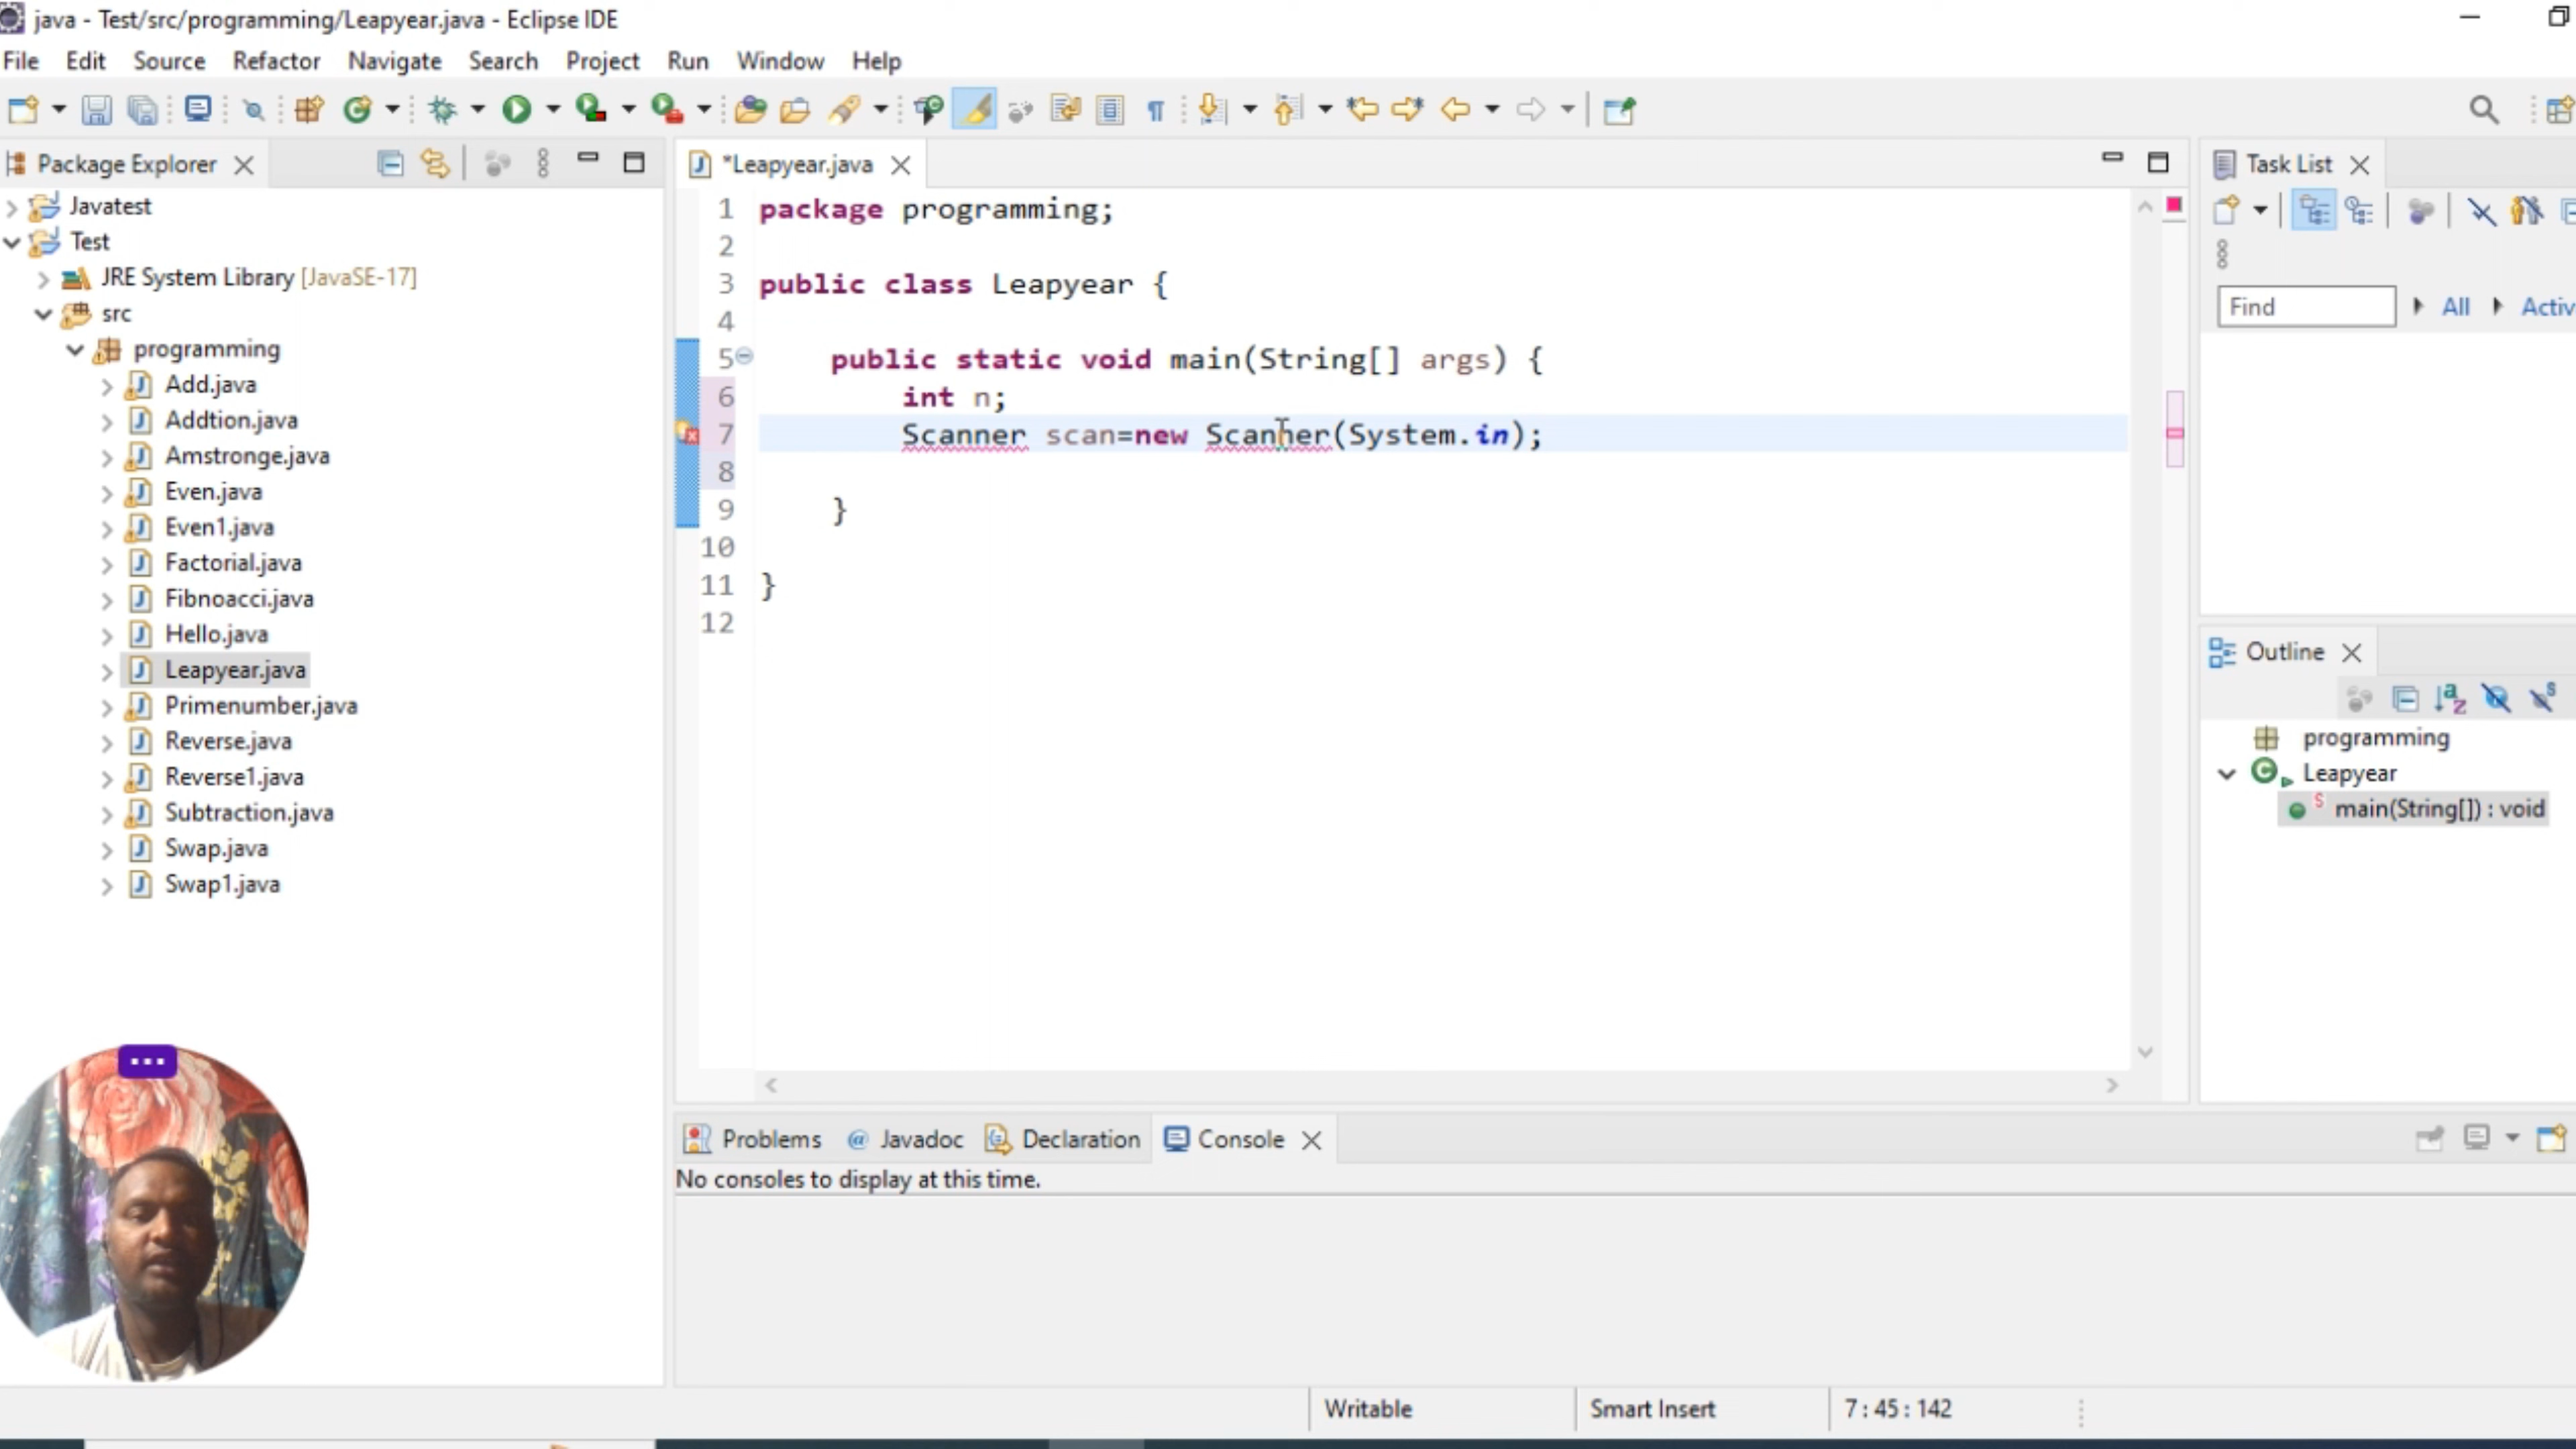 java - Test/src/programming/Leapyear.java - Eclipse IDE
File Edit Source Refactor Navigate Search Project Run Window Help
Package Explorer
Javatest
Test
JRE System Library [JavaSE-17]
src
programming
Add.java
Addtion.java
Amstronge.java
Even.java
Even1.java
Factorial.java
Fibnoacci.java
Hello.java
Leapyear.java
Primenumber.java
Reverse.java
Reverse1.java
Subtraction.java
Swap.java
Swap1.java
*Leapyear.java
1 package programming;
2
3 public class Leapyear {
4
5 public static void main(String[] args) {
6 int n;
7 Scanner scan=new Scanner(System.in);
8
9 }
10
11 }
12
Task List
Find All Activ
Outline
programming
Leapyear
main(String[]) : void
Problems Javadoc Declaration Console
No consoles to display at this time.
Writable Smart Insert 7 : 45 : 142